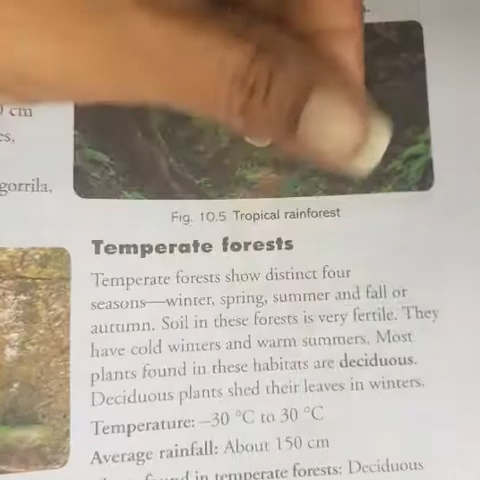 cm
es,
gorrila,
Fig. 10.5 Tropical rainforest
Temperate forests
Temperate forests show distinct four
seasons—winter, spring, summer and fall or
autumn. Soil in these forests is very fertile. They
have cold winters and warm summers. Most
plants found in these habitats are deciduous.
Deciduous plants shed their leaves in winters.
Temperature: –30 °C to 30 °C
Average rainfall: About 150 cm
found in temperate forests: Deciduous